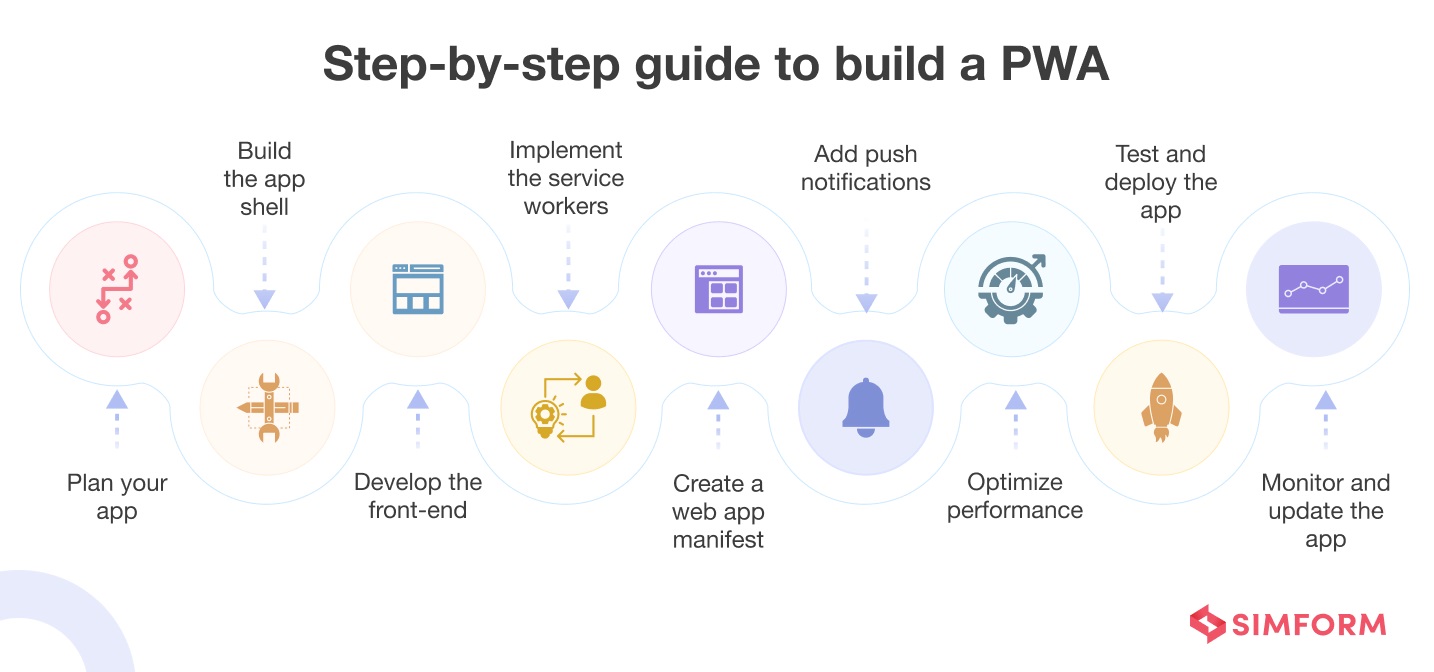 Step-by-step guide to build a PWA
Plan your
app
Build
the app
shell
Develop the
front-end
Implement
the service
workers
Create a
web app
manifest
Add push
notifications
Optimize
performance
Test and
deploy the
app
Monitor and
update the
app
SIMFORM